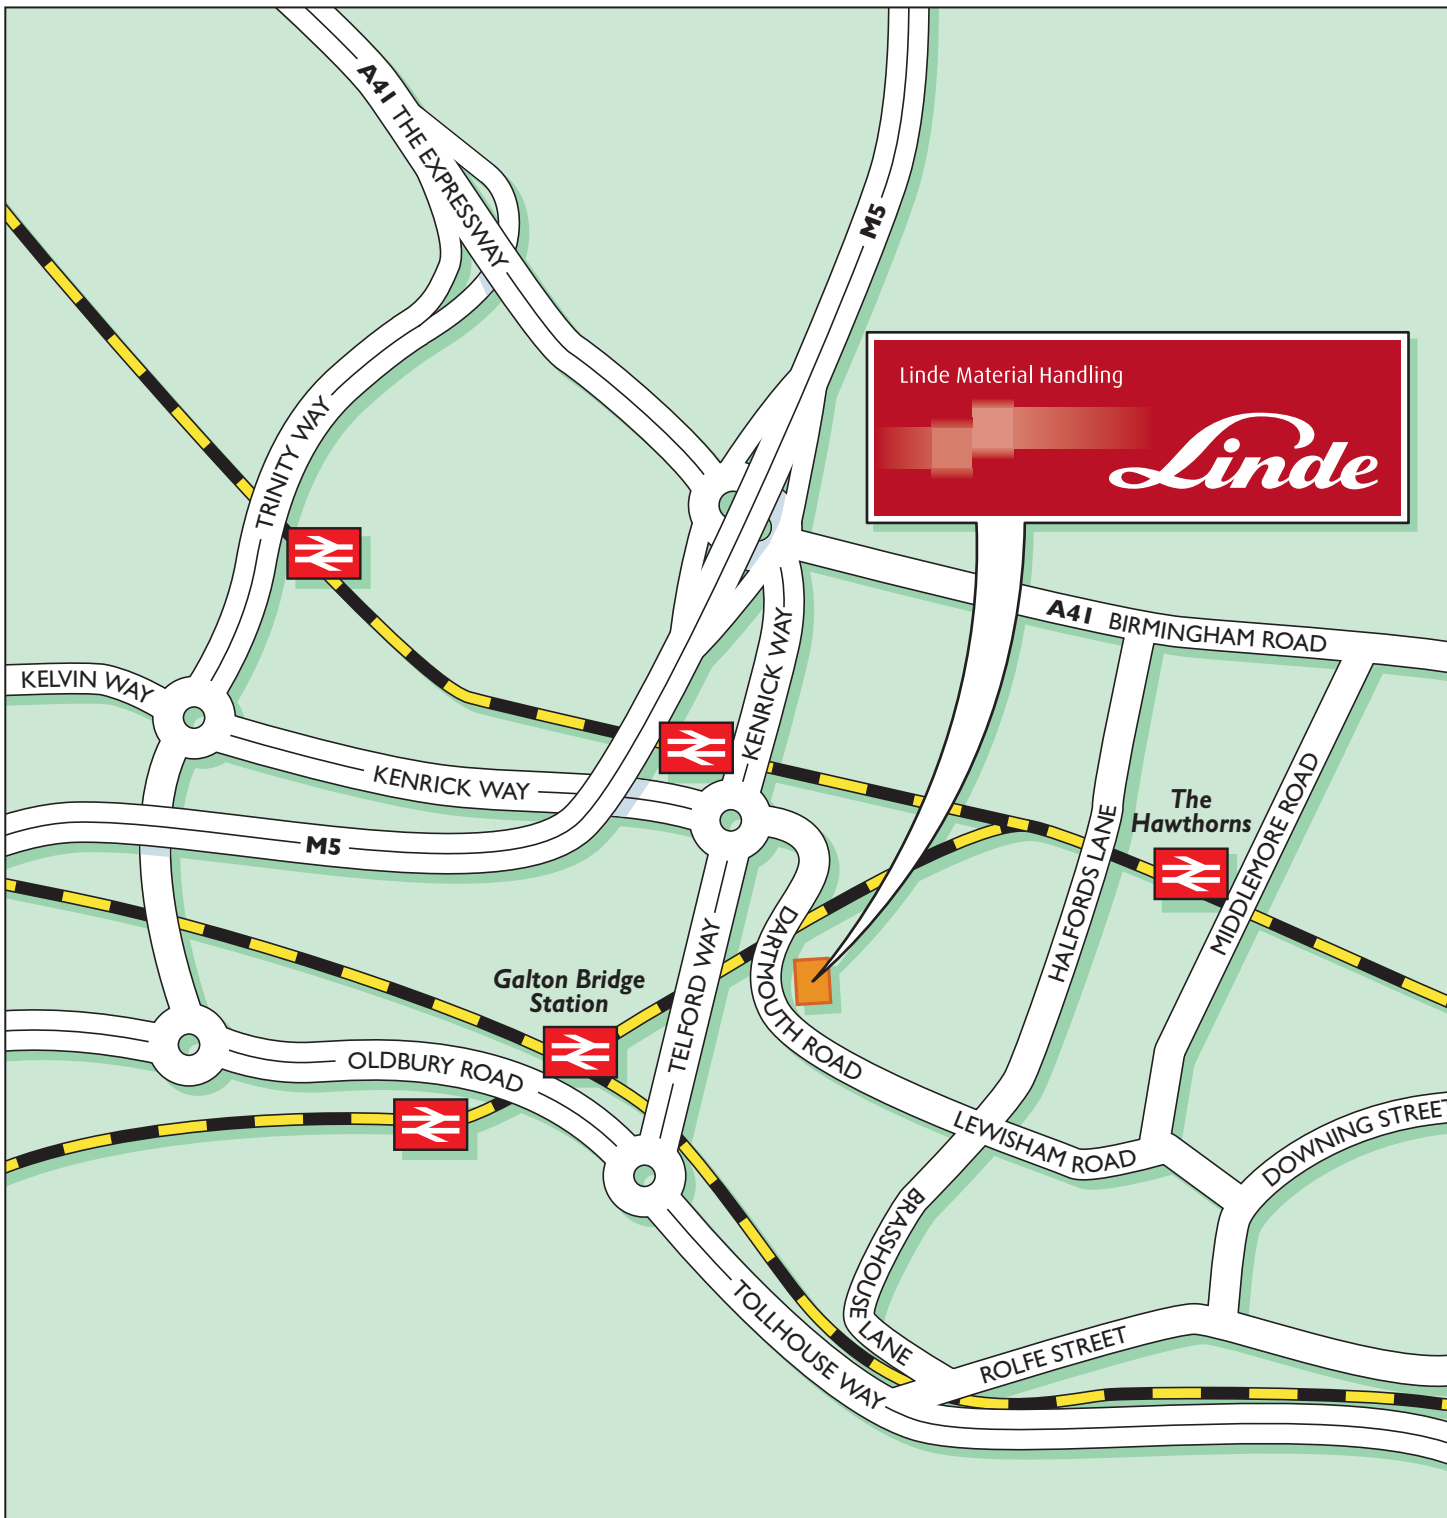 A41 THE EXPRESSWAY
M5
Linde Material Handling
Linde
TRINITY WAY
A41 BIRMINGHAM ROAD
KENRICK WAY
KELVIN WAY
KENRICK WAY
M5
The
Hawthorns
HALFORDS LANE
MIDDLEMORE ROAD
DARTMOUTH ROAD
TELFORD WAY
Galton Bridge
Station
OLDBURY ROAD
LEWISHAM ROAD
DOWNING STREET
BRASSHOUSE LANE
TOLLHOUSE WAY
ROLFE STREET